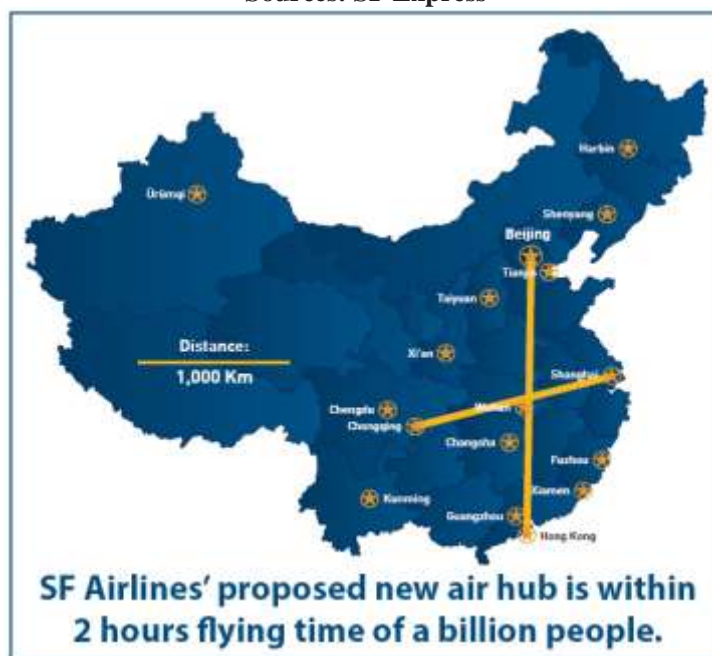 Sources: SF Express
Harbin
Ürümqi
Shenyang
Beijing
Tianjin
Taiyuan
Distance:
1,000 Km
Xi'an
Shanghai
Chengdu
Wuhan
Chongqing
Changsha
Fuzhou
Xiamen
Kunming
Guangzhou
Hong Kong
SF Airlines' proposed new air hub is within
2 hours flying time of a billion people.